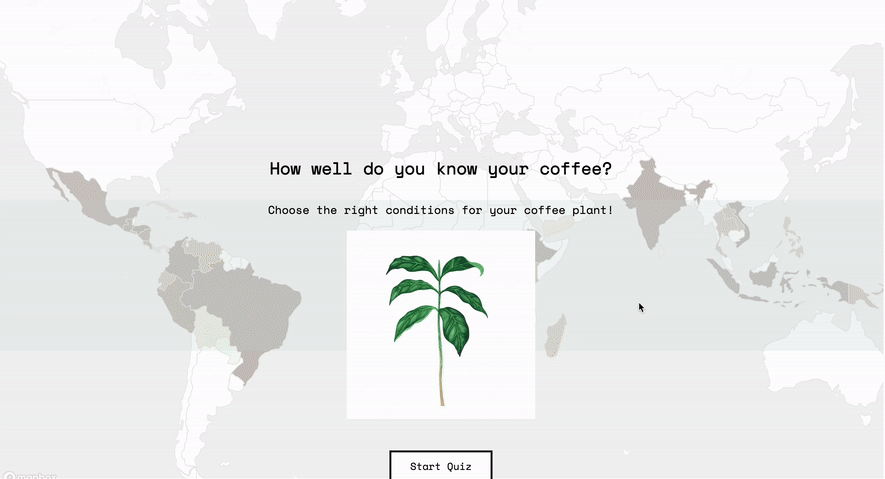 How well do you know your coffee?
Choose the right conditions for your coffee plant!
Start Quiz
mapbox